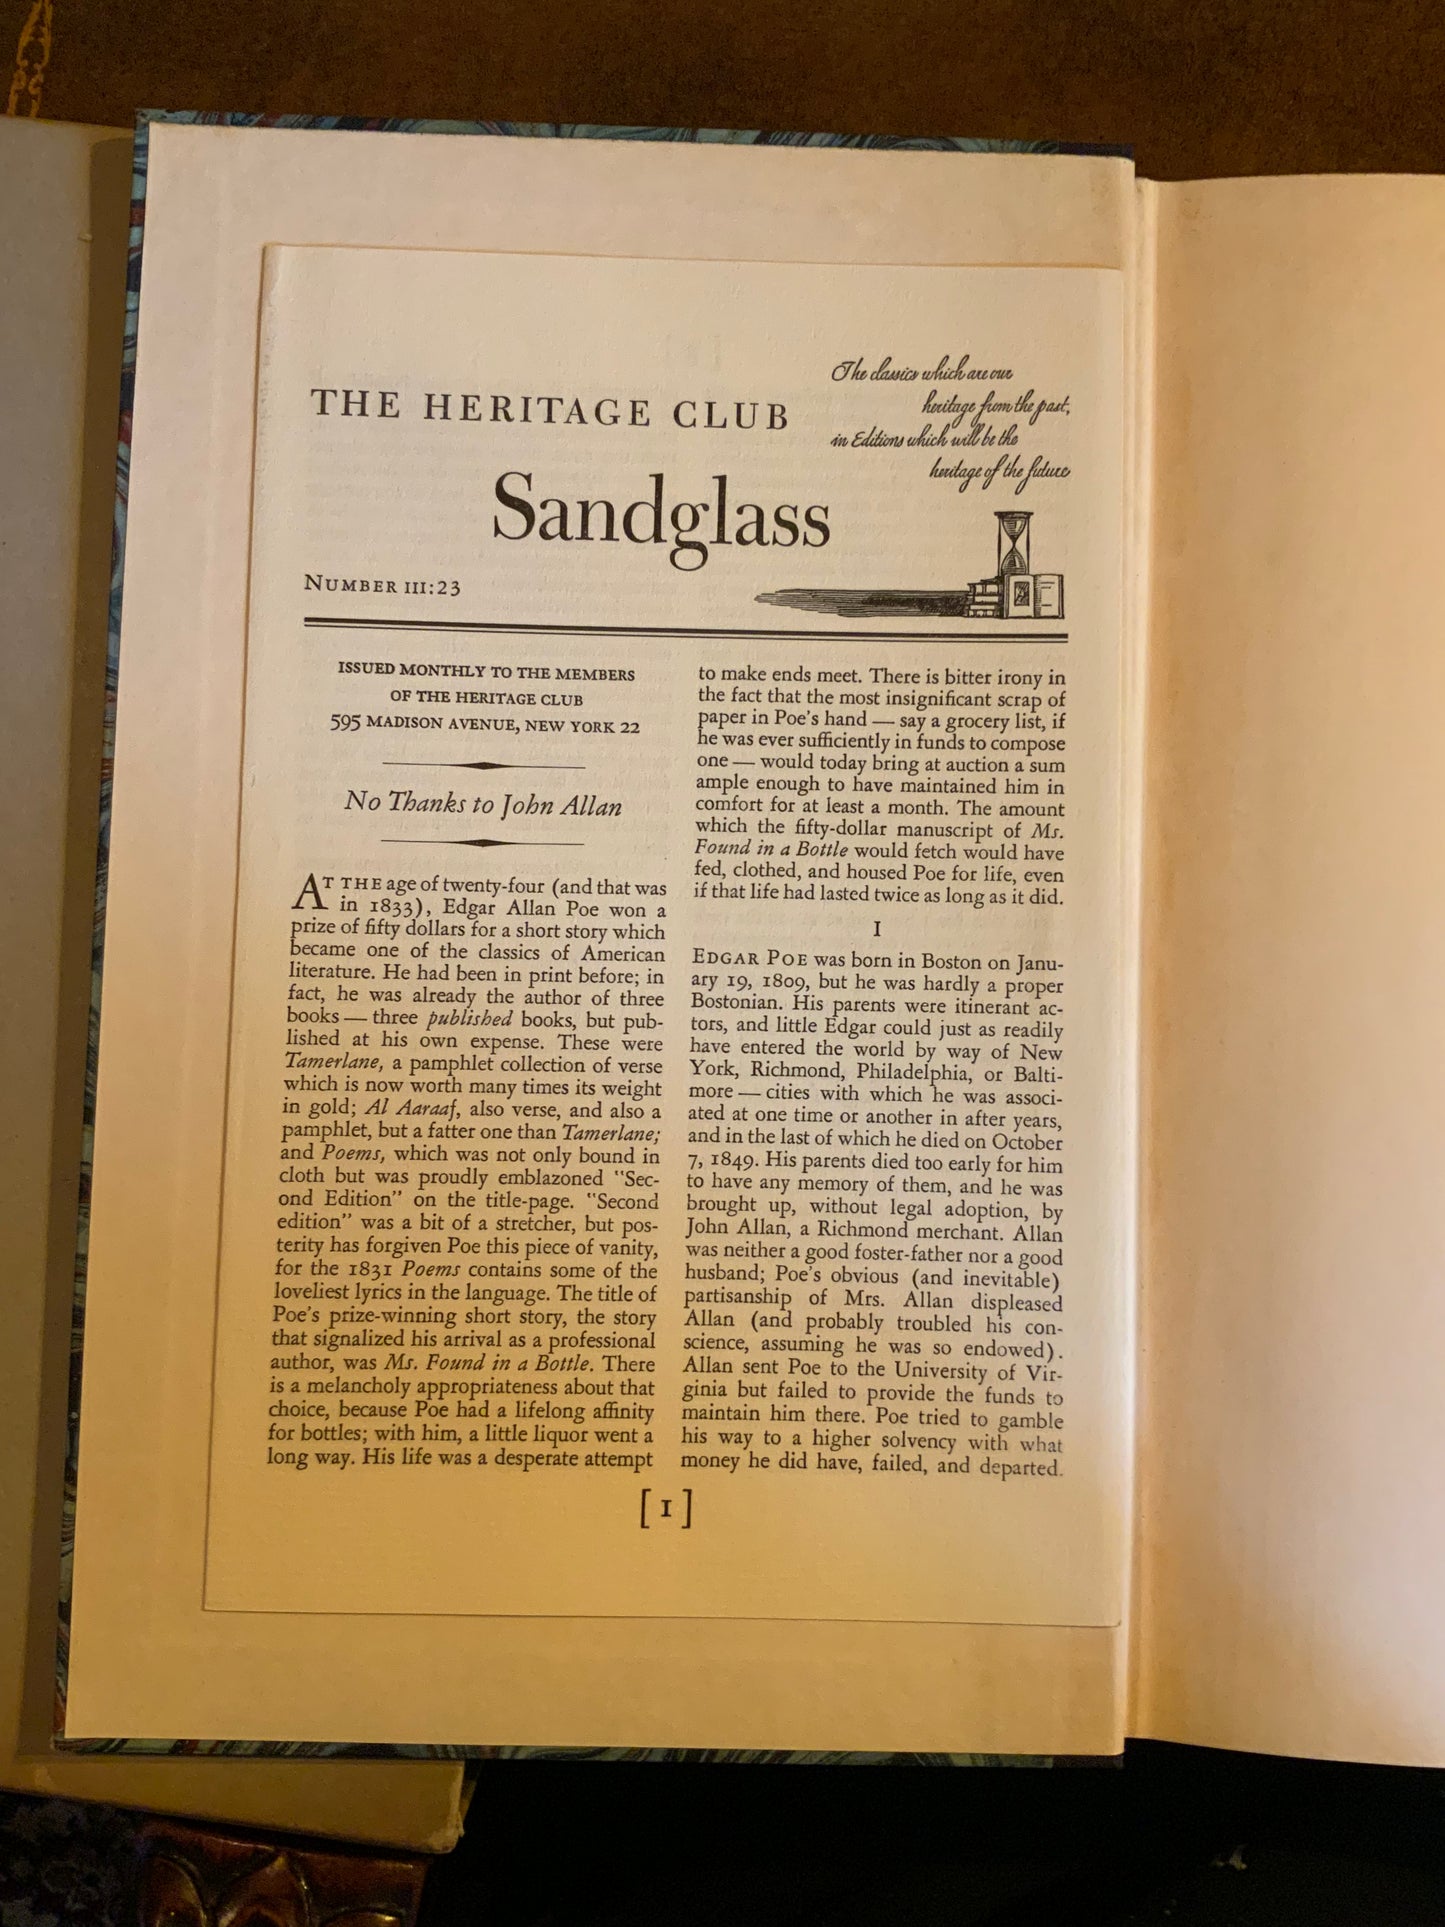 THE HERITAGE CLUB
The classics which are our
heritage from the past,
in Editions which will be the
heritage of the future
Sandglass
NUMBER III:23
ISSUED MONTHLY TO THE MEMBERS
OF THE HERITAGE CLUB
595 MADISON AVENUE, NEW YORK 22
No Thanks to John Allan
AT THE age of twenty-four (and that was
in 1833), Edgar Allan Poe won a
prize of fifty dollars for a short story which
became one of the classics of American
literature. He had been in print before; in
fact, he was already the author of three
books — three published books, but pub-
lished at his own expense. These were
Tamerlane, a pamphlet collection of verse
which is now worth many times its weight
in gold; Al Aaraaf, also verse, and also a
pamphlet, but a fatter one than Tamerlane;
and Poems, which was not only bound in
cloth but was proudly emblazoned "Sec-
ond Edition" on the title-page. "Second
edition" was a bit of a stretcher, but pos-
terity has forgiven Poe this piece of vanity,
for the 1831 Poems contains some of the
loveliest lyrics in the language. The title of
Poe's prize-winning short story, the story
that signalized his arrival as a professional
author, was Ms. Found in a Bottle. There
is a melancholy appropriateness about that
choice, because Poe had a lifelong affinity
for bottles; with him, a little liquor went a
long way. His life was a desperate attempt
to make ends meet. There is bitter irony in
the fact that the most insignificant scrap of
paper in Poe's hand — say a grocery list, if
he was ever sufficiently in funds to compose
one — would today bring at auction a sum
ample enough to have maintained him in
comfort for at least a month. The amount
which the fifty-dollar manuscript of Ms.
Found in a Bottle would fetch would have
fed, clothed, and housed Poe for life, even
if that life had lasted twice as long as it did.
I
EDGAR POE was born in Boston on Janu-
ary 19, 1809, but he was hardly a proper
Bostonian. His parents were itinerant ac-
tors, and little Edgar could just as readily
have entered the world by way of New
York, Richmond, Philadelphia, or Balti-
more — cities with which he was associ-
ated at one time or another in after years,
and in the last of which he died on October
7, 1849. His parents died too early for him
to have any memory of them, and he was
brought up, without legal adoption, by
John Allan, a Richmond merchant. Allan
was neither a good foster-father nor a good
husband; Poe's obvious (and inevitable)
partisanship of Mrs. Allan displeased
Allan (and probably troubled his con-
science, assuming he was so endowed).
Allan sent Poe to the University of Vir-
ginia but failed to provide the funds to
maintain him there. Poe tried to gamble
his way to a higher solvency with what
money he did have, failed, and departed.
[ 1 ]